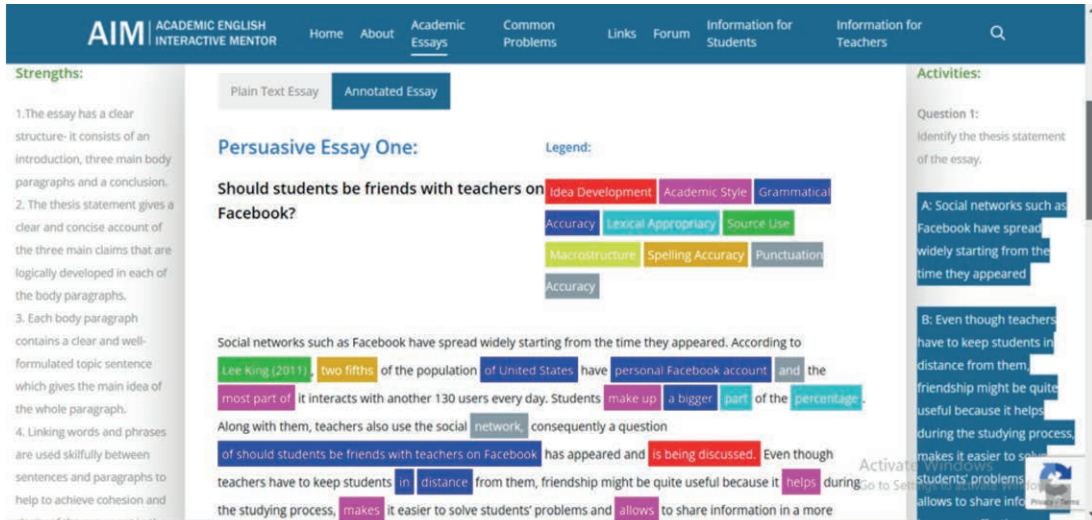 AIM ACADEMIC ENGLISH INTERACTIVE MENTOR
Home About Academic Essays Common Problems Links Forum Information for Students Information for Teachers
Strengths:
1.The essay has a clear
structure- it consists of an
introduction, three main body
paragraphs and a conclusion.
2. The thesis statement gives a
clear and concise account of
the three main claims that are
logically developed in each of
the body paragraphs.
3. Each body paragraph
contains a clear and well-
formulated topic sentence
which gives the main idea of
the whole paragraph.
4. Linking words and phrases
are used skilfully between
sentences and paragraphs to
help to achieve cohesion and
Plain Text Essay Annotated Essay
Persuasive Essay One:
Should students be friends with teachers on
Facebook?
Legend:
Idea Development Academic Style Grammatical
Accuracy Lexical Appropriacy Source Use
Macrostructure Spelling Accuracy Punctuation
Accuracy
Social networks such as Facebook have spread widely starting from the time they appeared. According to
Lee King (2011), two fifths of the population of United States have personal Facebook account and the
most part of it interacts with another 130 users every day. Students make up a bigger part of the percentage.
Along with them, teachers also use the social network, consequently a question
of should students be friends with teachers on Facebook has appeared and is being discussed. Even though
teachers have to keep students in distance from them, friendship might be quite useful because it helps during
the studying process, makes it easier to solve students' problems and allows to share information in a more
Activities:
Question 1:
Identify the thesis statement
of the essay.
A: Social networks such as
Facebook have spread
widely starting from the
time they appeared
B: Even though teachers
have to keep students in
distance from them,
friendship might be quite
useful because it helps
during the studying process,
makes it easier to solve
students' problems
allows to share
Activate Windows
Go to
Privacy - Terms